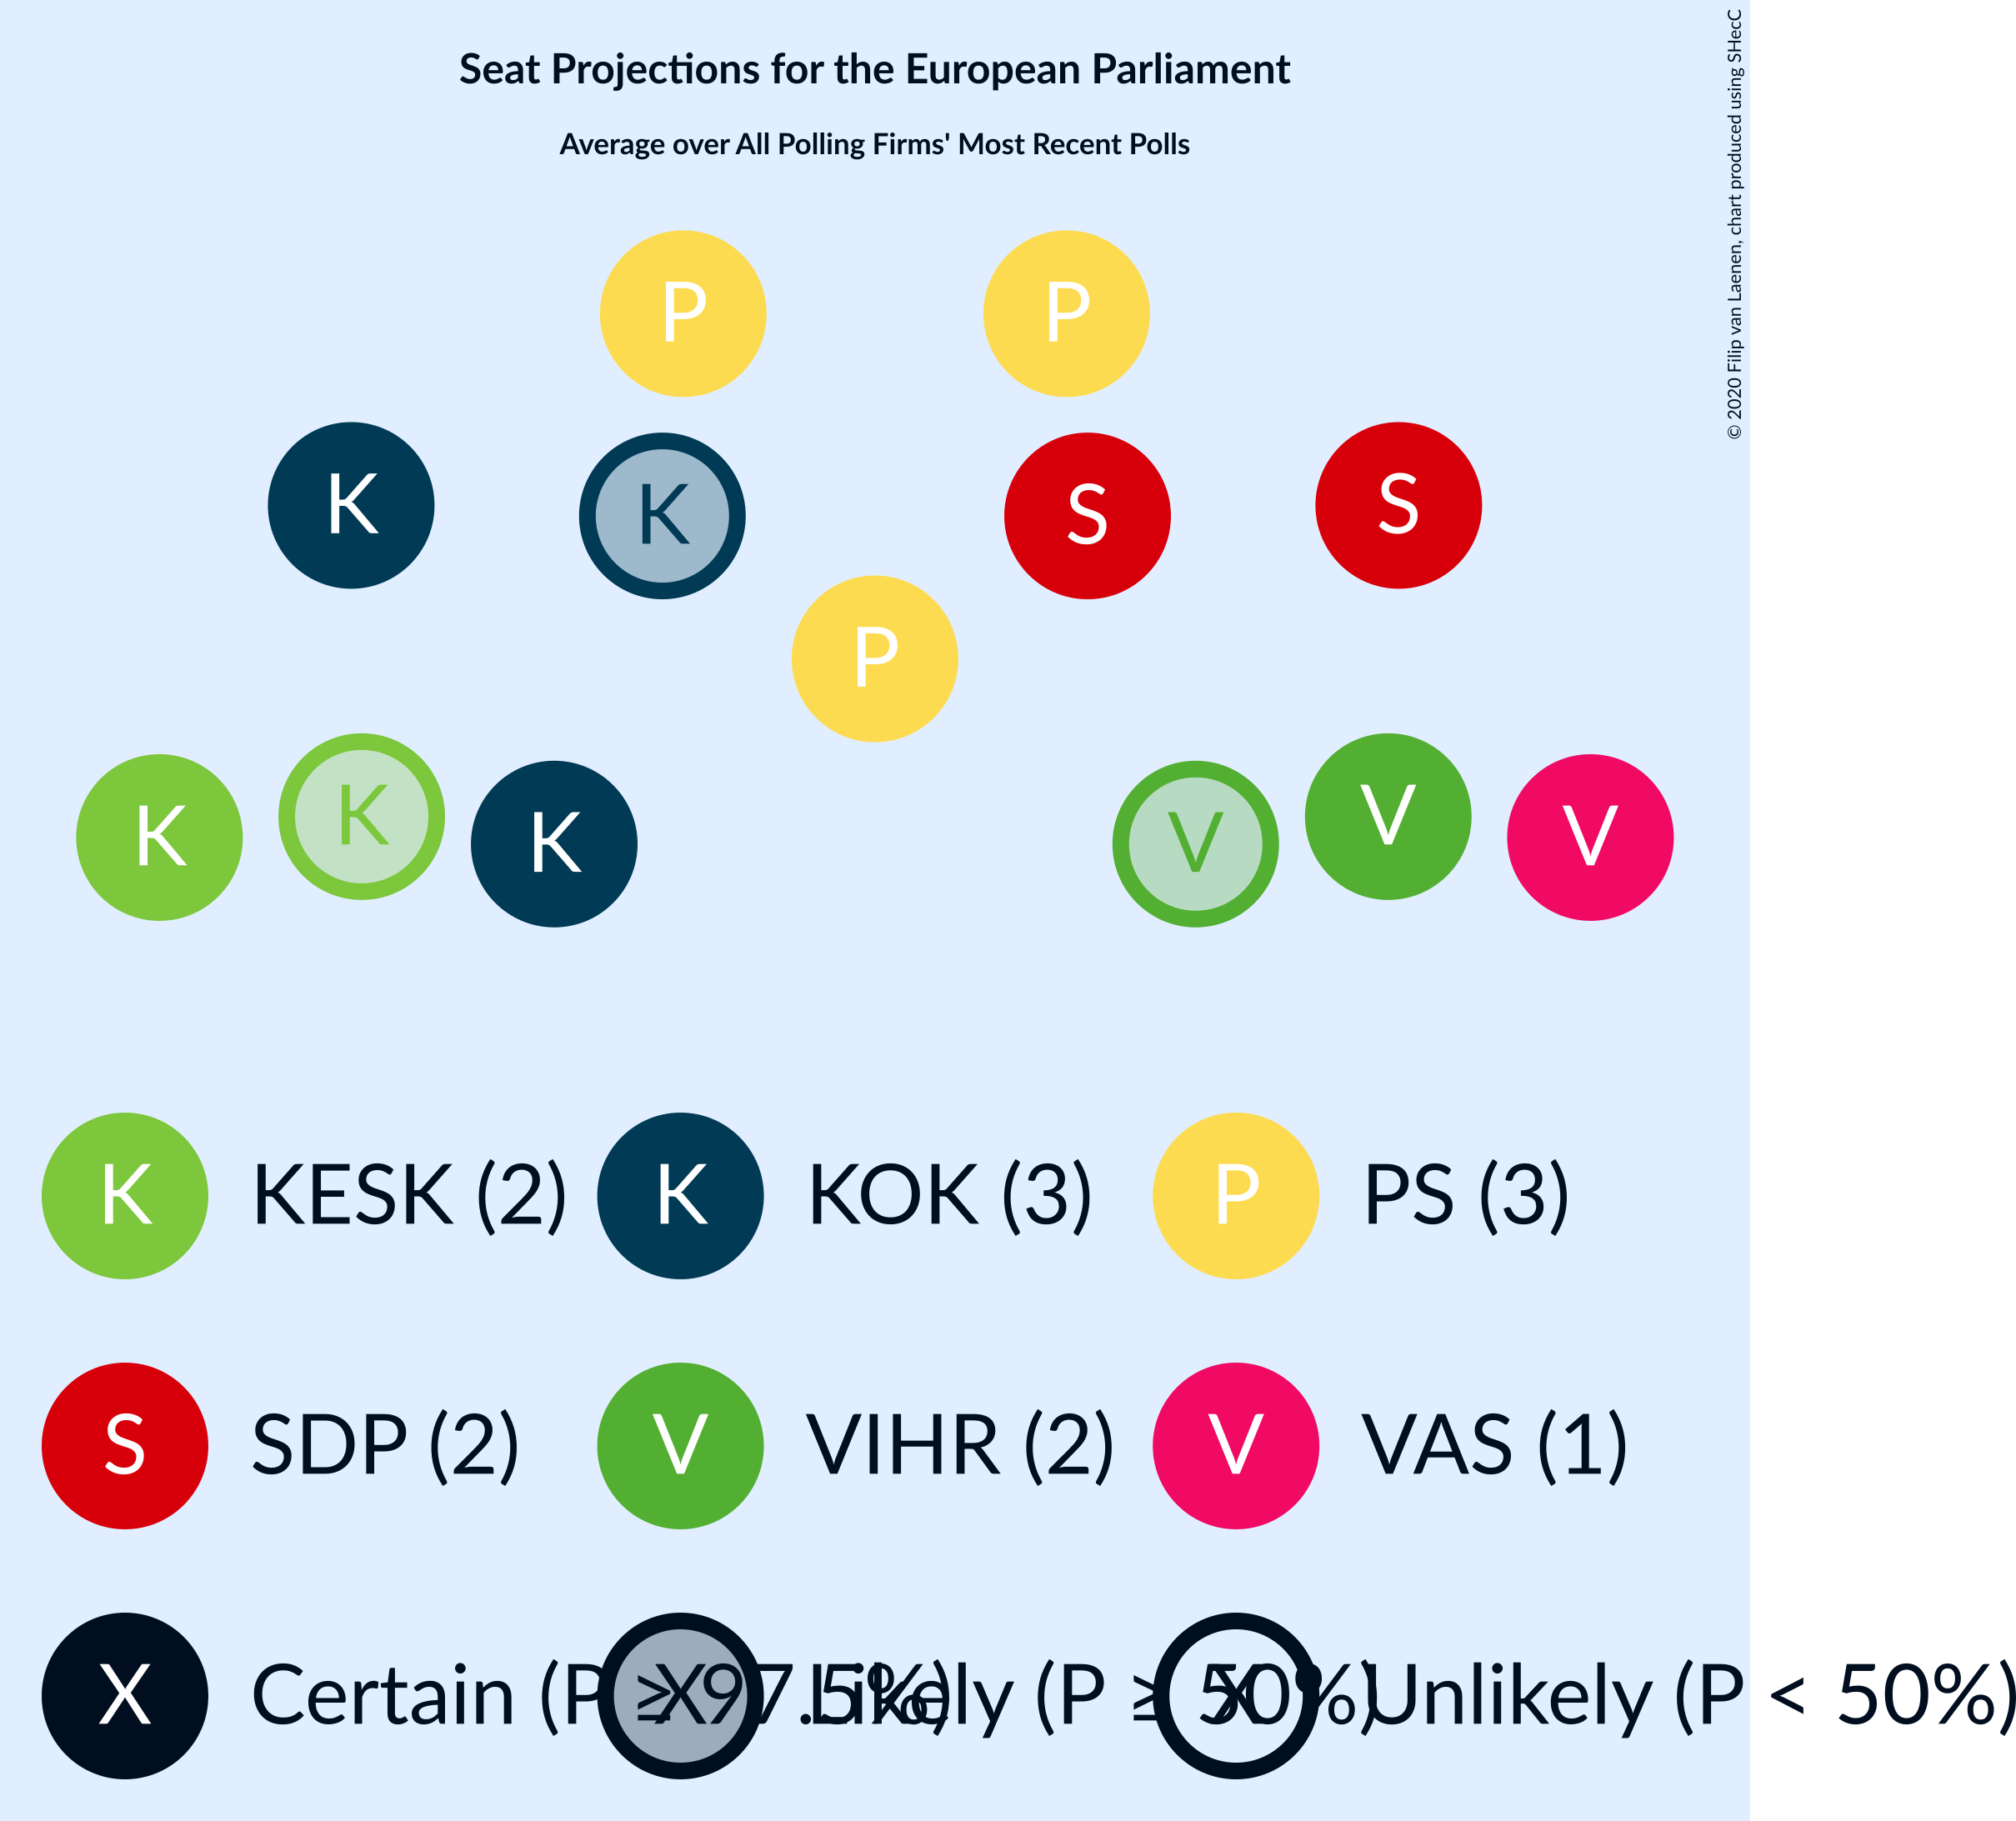 Seat Projections for the European Parliament
Average over All Polling Firms' Most Recent Polls
© 2020 Filip van Laenen, chart produced using SHecC
P P
K K S S
P
K K K V V V
K KESK (2) K KOK (3) P PS (3)
S SDP (2) V VIHR (2) V VAS (1)
X Certain (P ≥ 97.5%) X Likely (P ≥ 50%) X Unlikely (P < 50%)